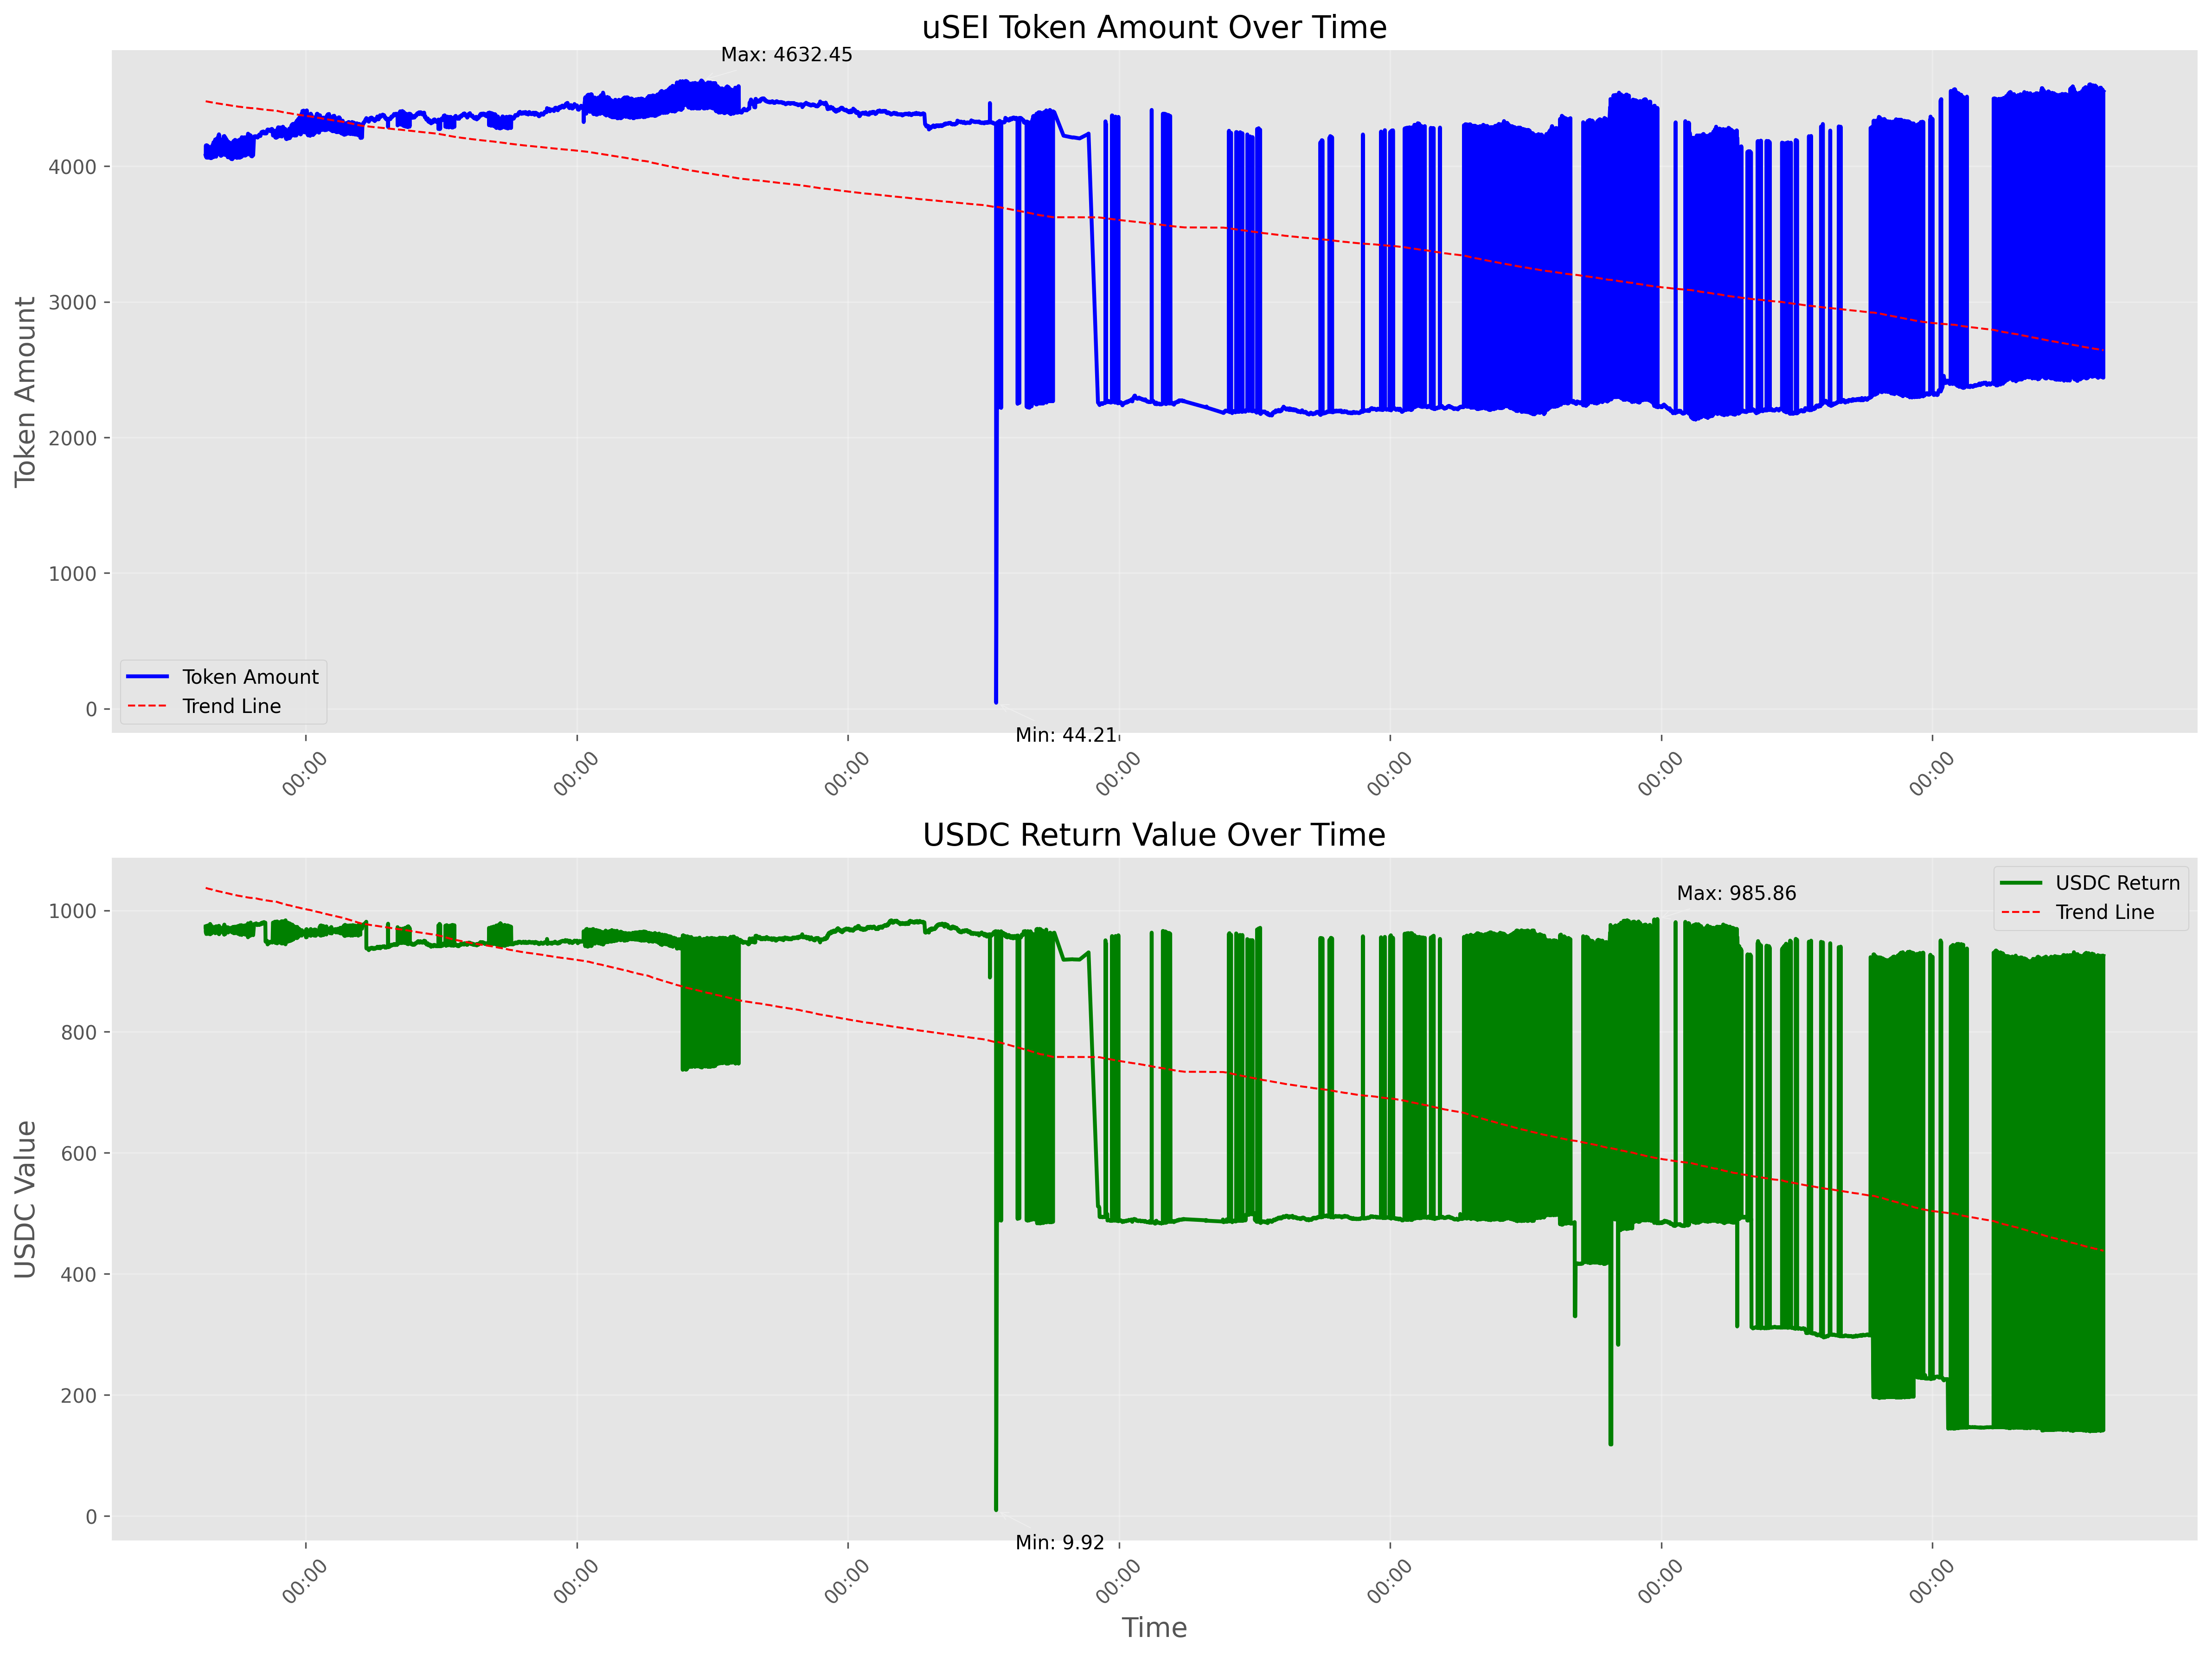 uSEI Token Amount Over Time
Max: 4632.45
Token Amount
4000
3000
2000
1000
0
Token Amount
Trend Line
Min: 44.21
00:00
00:00
00:00
00:00
00:00
00:00
00:00
USDC Return Value Over Time
Max: 985.86
USDC Return
Trend Line
USDC Value
1000
800
600
400
200
0
Min: 9.92
00:00
00:00
00:00
00:00
00:00
00:00
00:00
Time